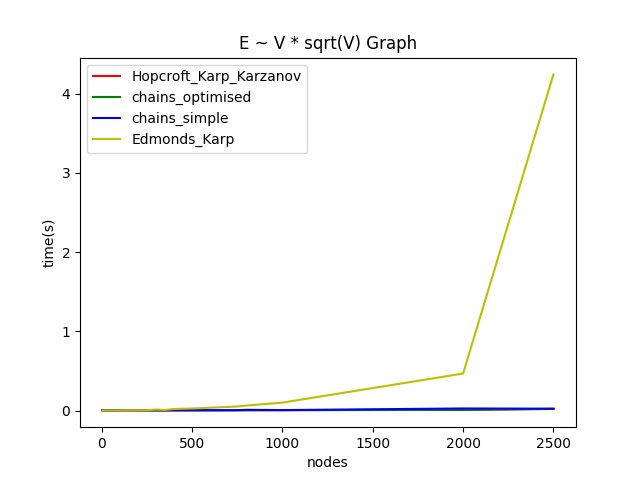 E ~ V * sqrt(V) Graph
Hopcroft_Karp_Karzanov
chains_optimised
chains_simple
Edmonds_Karp
time(s)
4
3
2
1
0
0 500 1000 1500 2000 2500
nodes